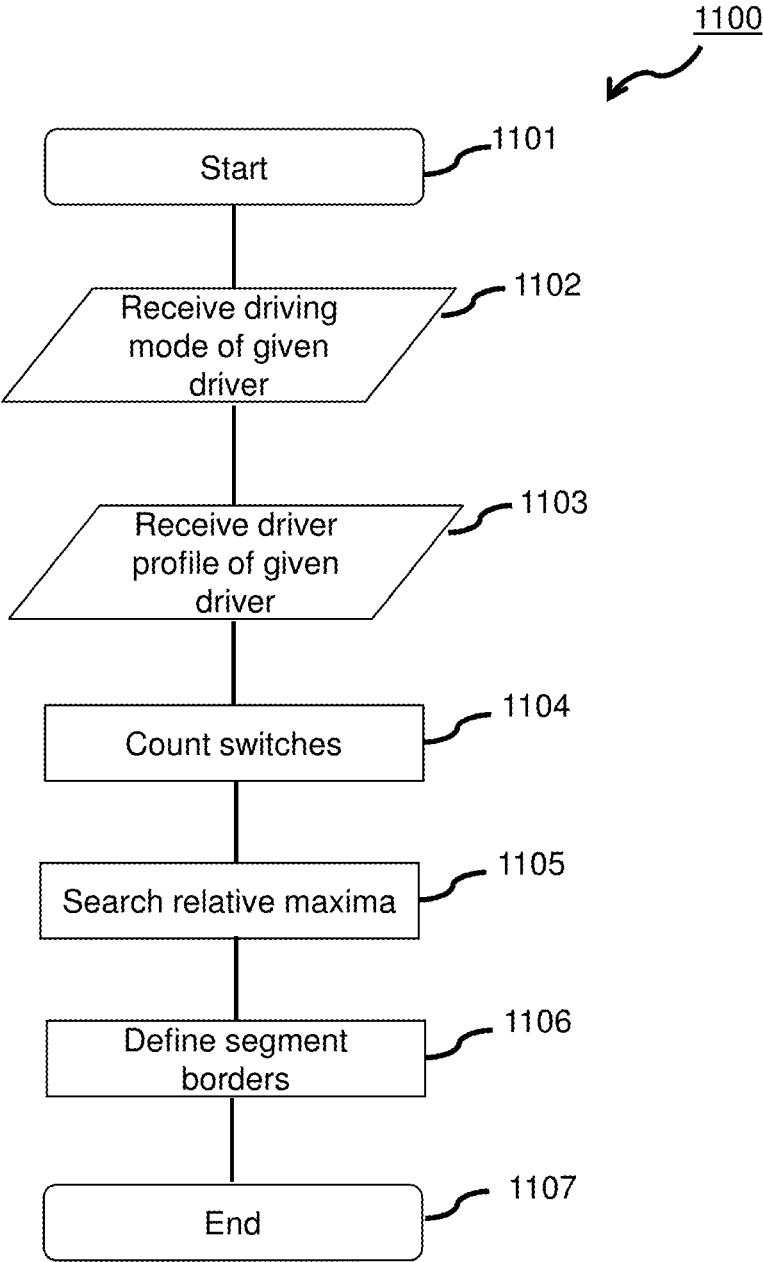 1100
Start
1101
Receive driving
mode of given
driver
1102
Receive driver
profile of given
driver
1103
Count switches
1104
Search relative maxima
1105
Define segment
borders
1106
End
1107